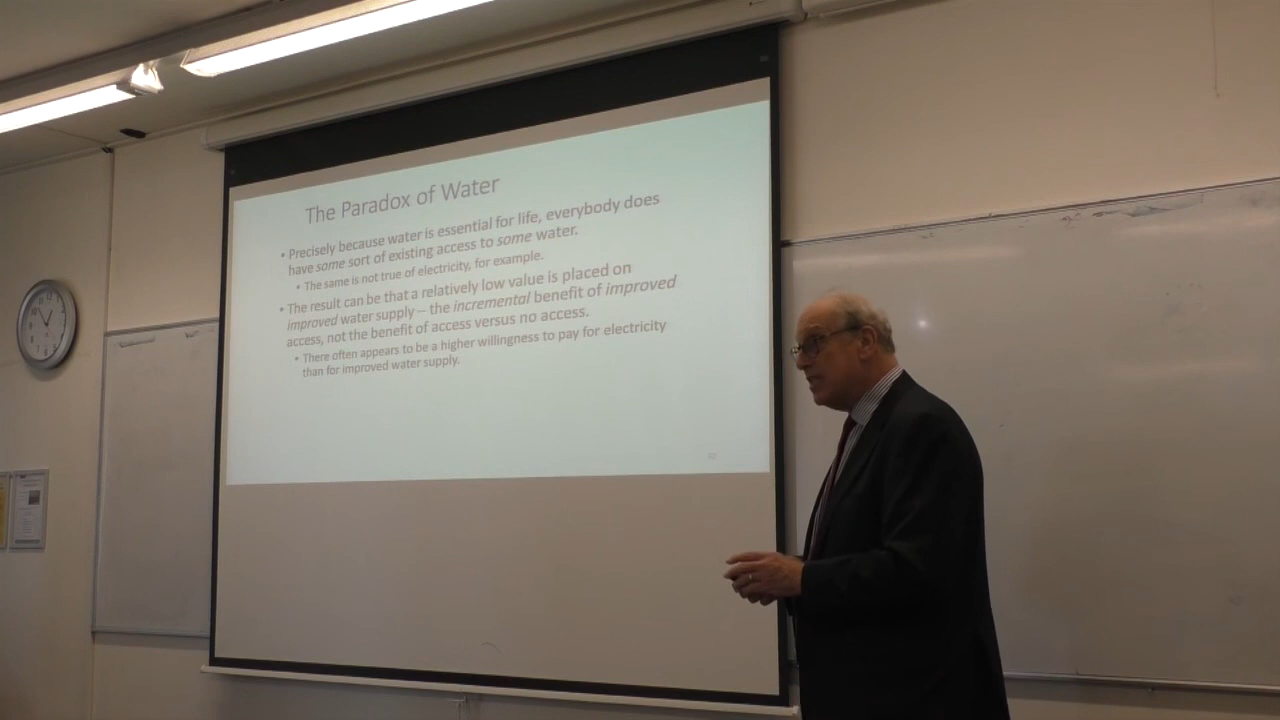 The Paradox of Water
• Precisely because water is essential for life, everybody does
have some sort of existing access to some water.
• The same is not true of electricity, for example.
• The result can be that a relatively low value is placed on
improved water supply – the incremental benefit of improved
access, not the benefit of access versus no access.
• There often appears to be a higher willingness to pay for electricity
than for improved water supply.